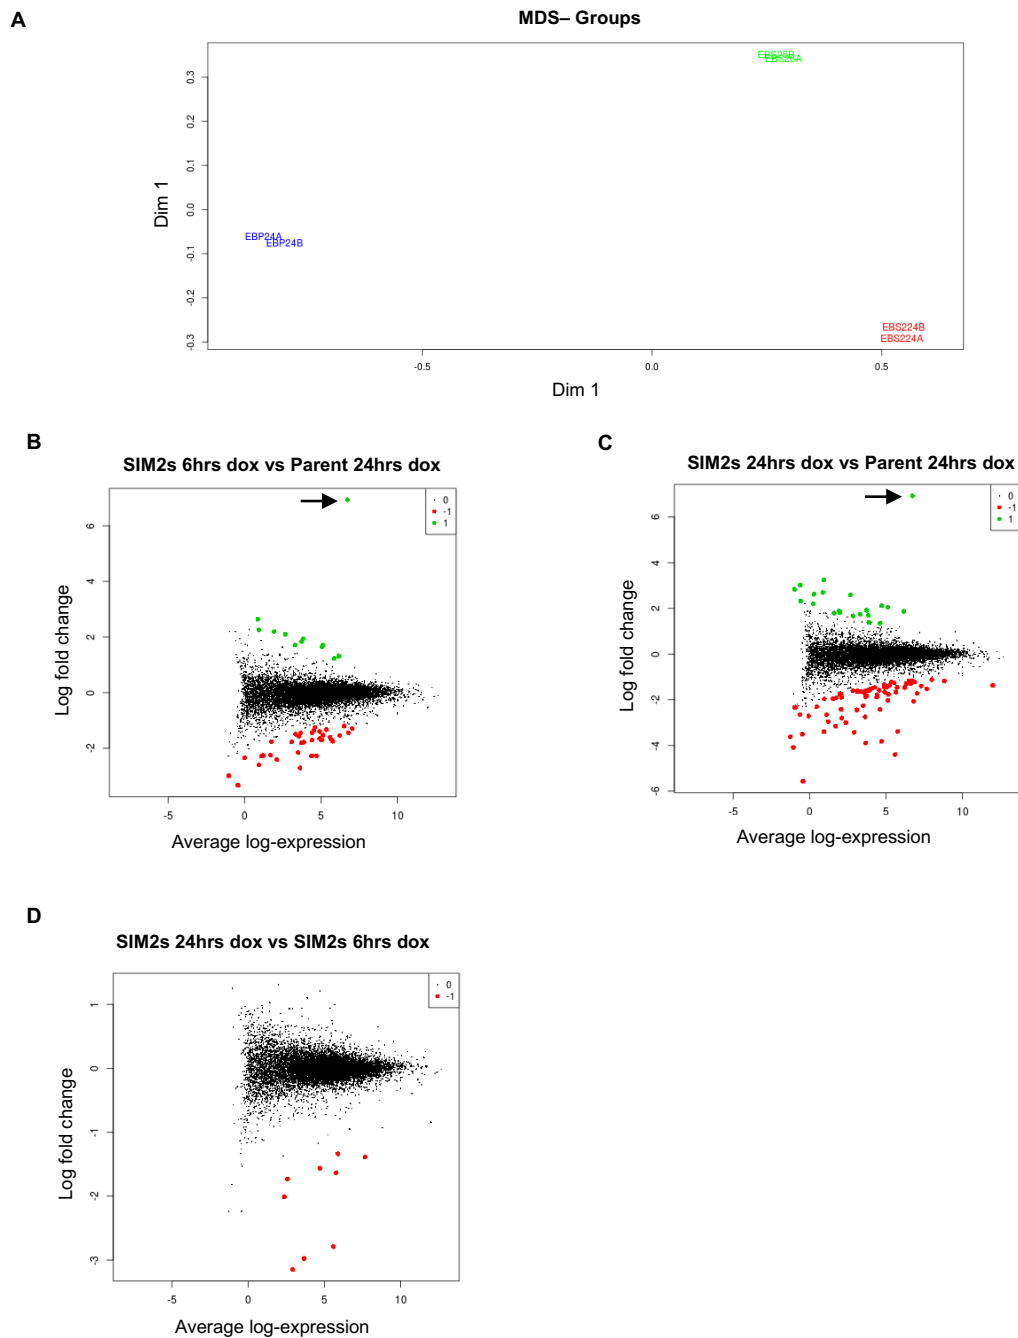 A
MDS– Groups
0.3
0.2
0.1
0.0
-0.1
-0.2
-0.3
Dim 1
EBS26B
EBS26A
EBP24A
EBP24B
EBS224B
EBS224A
-0.5
0.0
0.5
Dim 1
B
SIM2s 6hrs dox vs Parent 24hrs dox
0
-1
1
6
4
2
0
-2
Log fold change
-5
0
5
10
Average log-expression
C
SIM2s 24hrs dox vs Parent 24hrs dox
0
-1
1
6
4
2
0
-2
-4
-6
Log fold change
-5
0
5
10
Average log-expression
D
SIM2s 24hrs dox vs SIM2s 6hrs dox
0
-1
1
0
-1
-2
-3
Log fold change
-5
0
5
10
Average log-expression